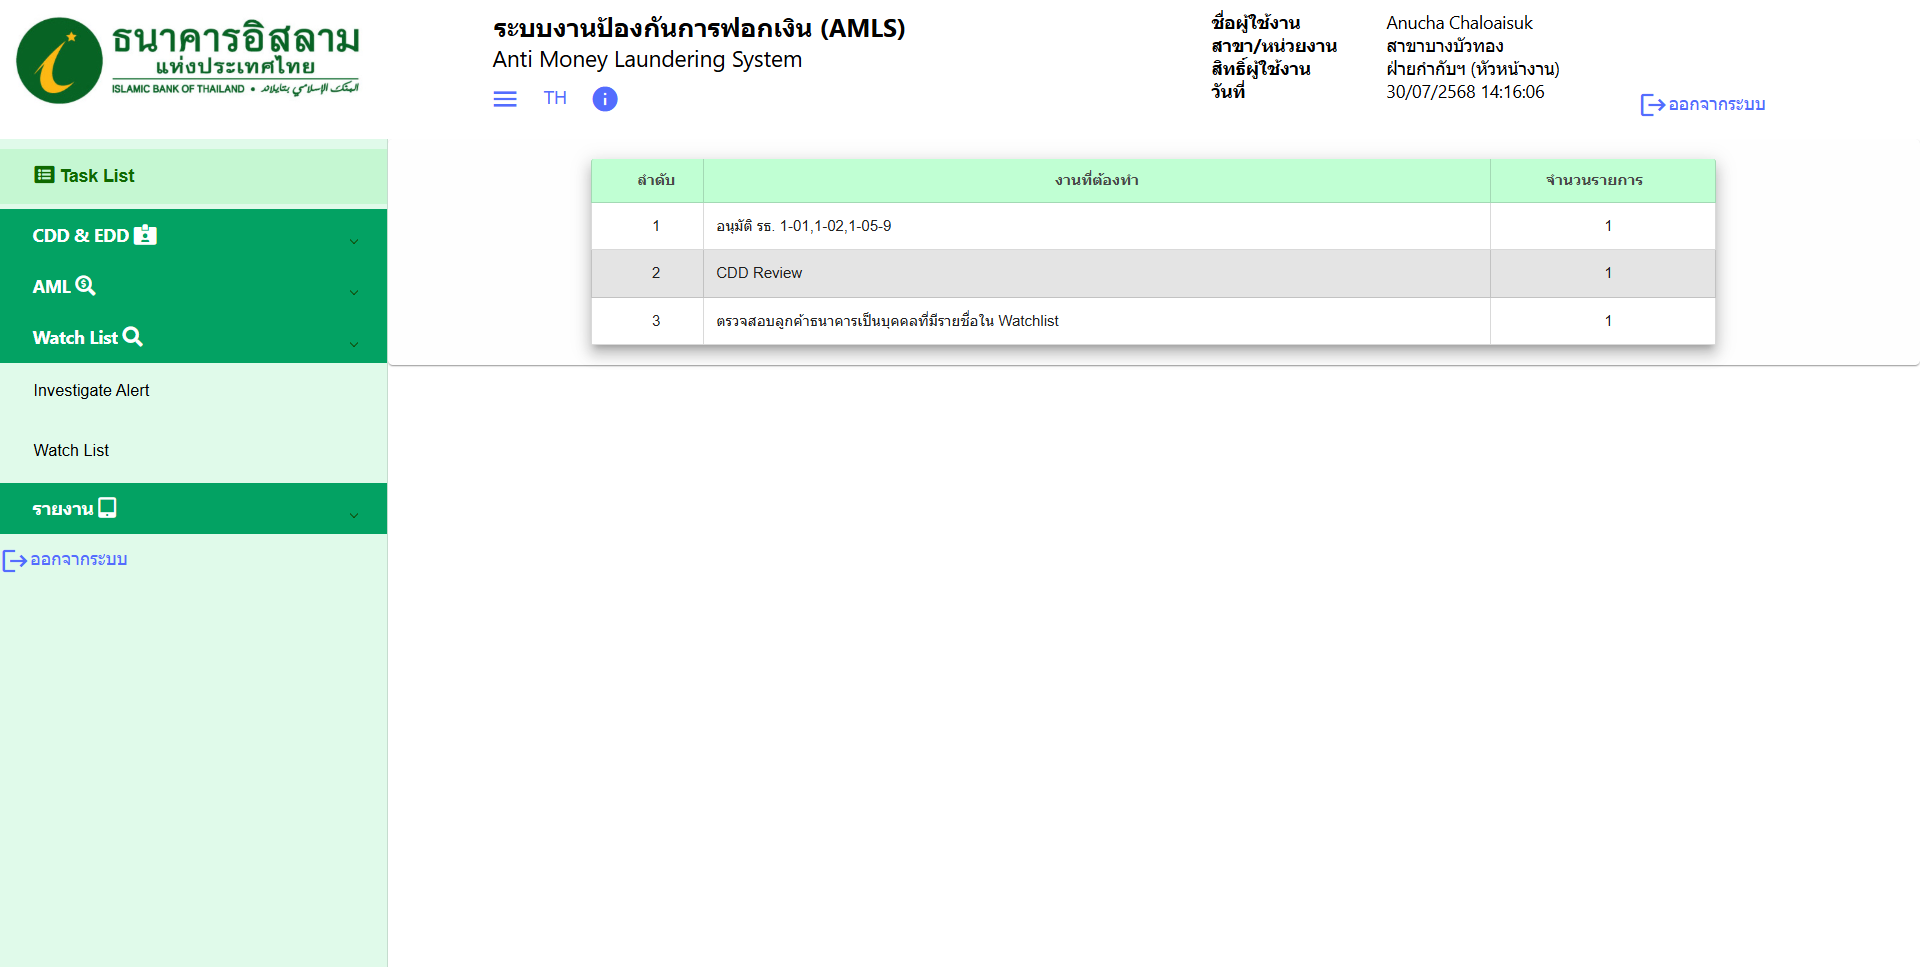 ธนาคารอิสลาม
แห่งประเทศไทย
ISLAMIC BANK OF THAILAND •
ระบบงานป้องกันการฟอกเงิน (AMLS)
Anti Money Laundering System
TH
ชื่อผู้ใช้งาน Anucha Chaloaisuk
สาขา/หน่วยงาน สาขาบางบัวทอง
สิทธิ์ผู้ใช้งาน ฝ่ายกำกับฯ (หัวหน้างาน)
วันที่ 30/07/2568 14:16:06
ออกจากระบบ
Task List
CDD & EDD
AML
Watch List
Investigate Alert
Watch List
รายงาน
ออกจากระบบ
ลำดับ งานที่ต้องทำ จำนวนรายการ
1 อนุมัติ รธ. 1-01,1-02,1-05-9 1
2 CDD Review 1
3 ตรวจสอบลูกค้าธนาคารเป็นบุคคลที่มีรายชื่อใน Watchlist 1